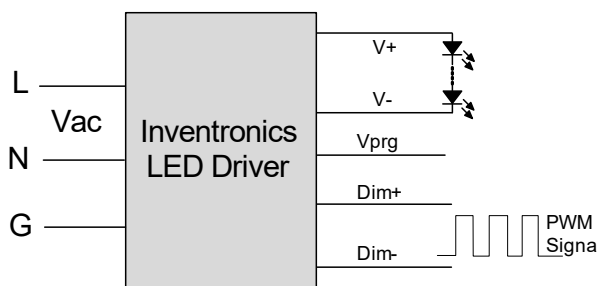 L
Vac
N
G
Inventronics
LED Driver
V+
V-
Vprg
Dim+
Dim-
PWM
Signa